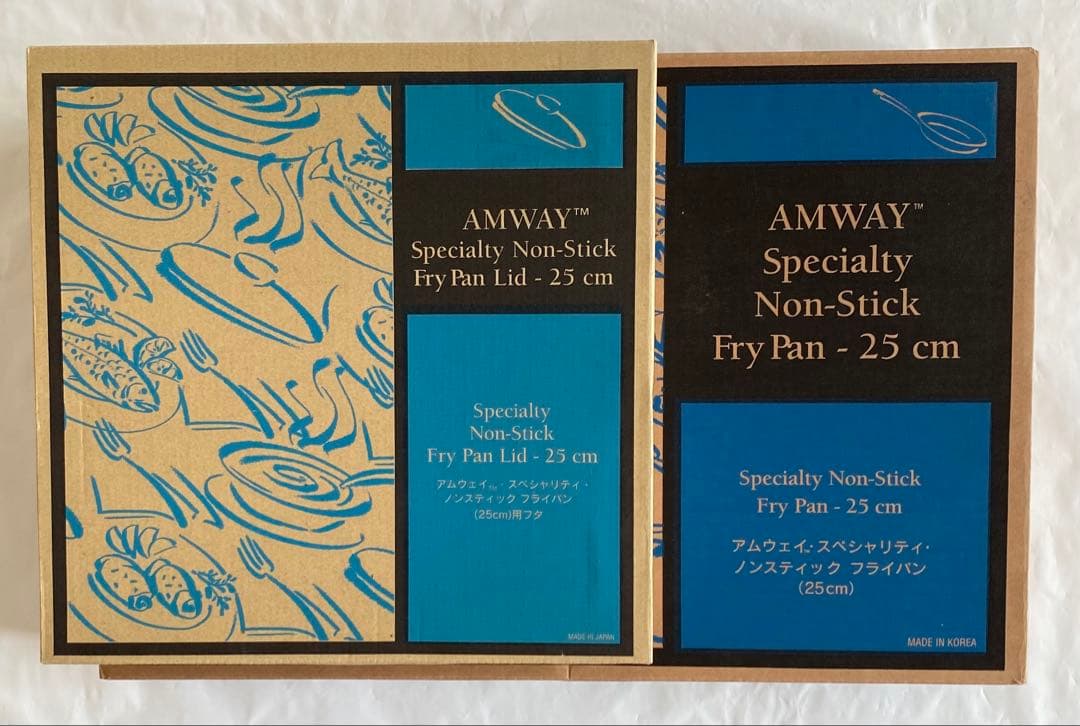 AMWAY™
Specialty Non-Stick
Fry Pan Lid - 25 cm
Specialty
Non-Stick
Fry Pan Lid - 25 cm
アムウェイ™・スペシャリティ・
ノンスティック フライパン
(25cm)用フタ
MADE IN JAPAN
AMWAY™
Specialty
Non-Stick
Fry Pan - 25 cm
Specialty Non-Stick
Fry Pan - 25 cm
アムウェイ™・スペシャリティ・
ノンスティック フライパン
(25cm)
MADE IN KOREA